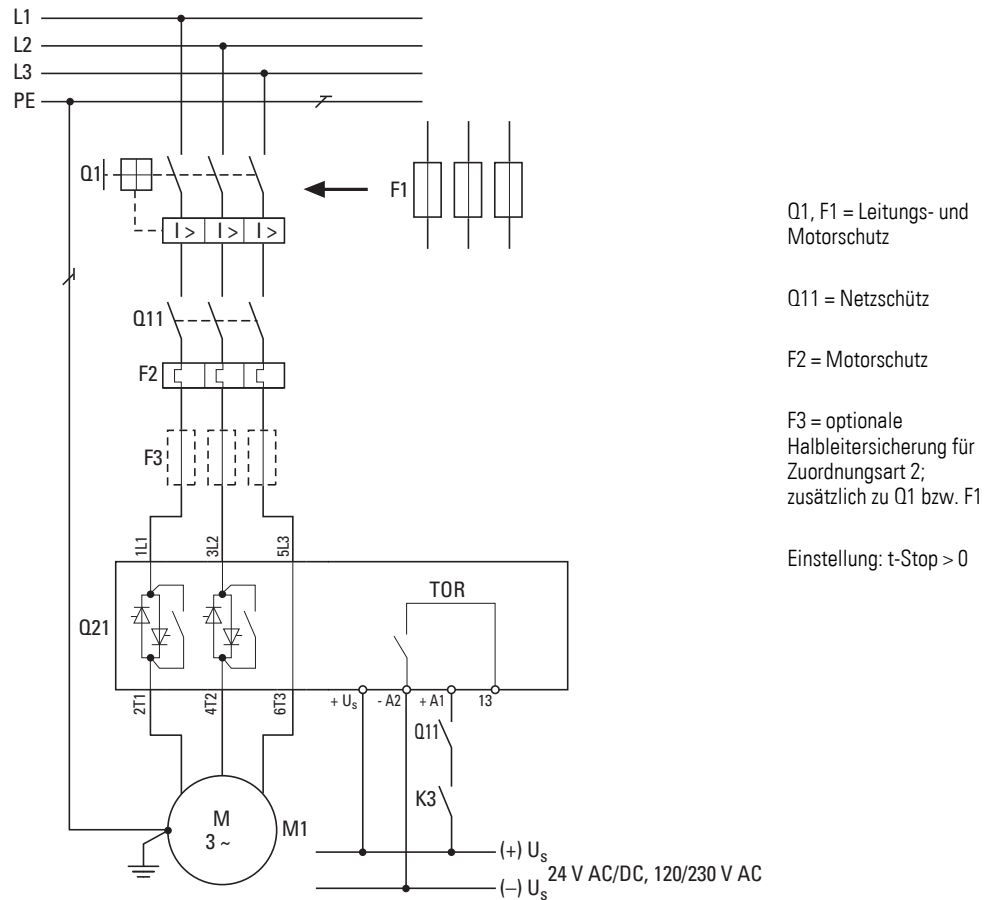 L1
L2
L3
PE
Q1
I >
I >
I >
F1
Q11
F2
F3
1L1
3L2
5L3
Q21
TOR
2T1
4T2
6T3
+ Us
- A2
+ A1
13
Q11
K3
M
3 ~
M1
(+) Us
24 V AC/DC, 120/230 V AC
(–) Us
Q1, F1 = Leitungs- und
Motorschutz
Q11 = Netzschütz
F2 = Motorschutz
F3 = optionale
Halbleitersicherung für
Zuordnungsart 2;
zusätzlich zu Q1 bzw. F1
Einstellung: t-Stop > 0